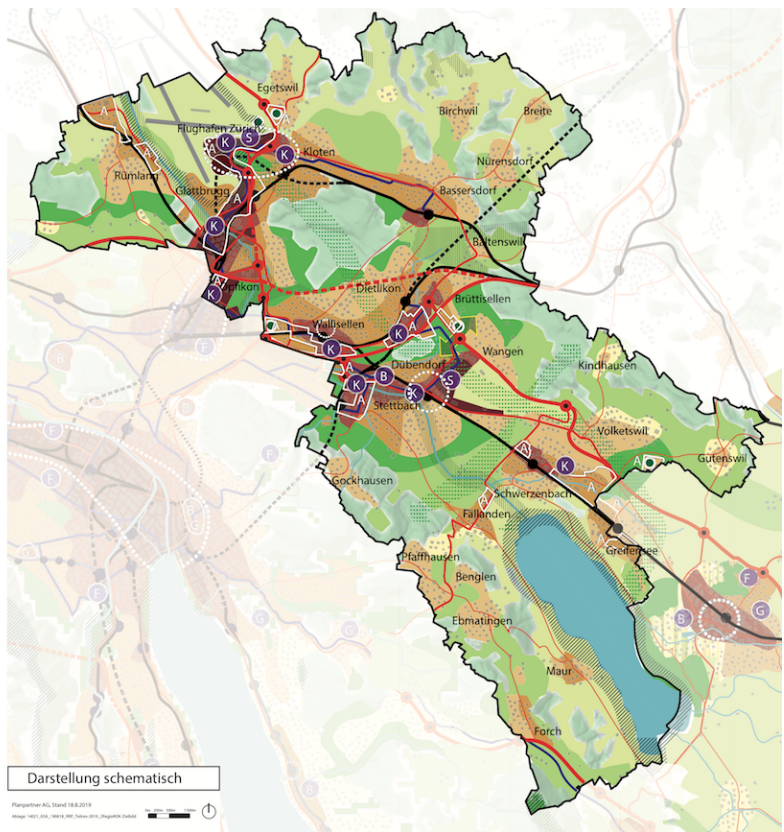 Egetswil
A
Birchwil
Breite
Flughafen Zürich
K
S
A
K
Kloten
Rümlang
Nürensdorf
Glattbrugg
A
Bassersdorf
K
Baltenswil
A
Opfikon
K
Dietlikon
Brüttisellen
F
A
Wallisellen
K
A
A
K
Wangen
Kindhausen
B
Dübendorf
K
B
K
S
A
Stettbach
B
F
Volketswil
Gutenswil
A
K
A
Gockhausen
A
F
Schwerzenbach
A
Fällanden
Greifensee
A
Pfaffhausen
Benglen
F
F
G
G
G
B
Ebmatingen
Maur
Forch
Darstellung schematisch
Planpartner AG, Stand 18.8.2019